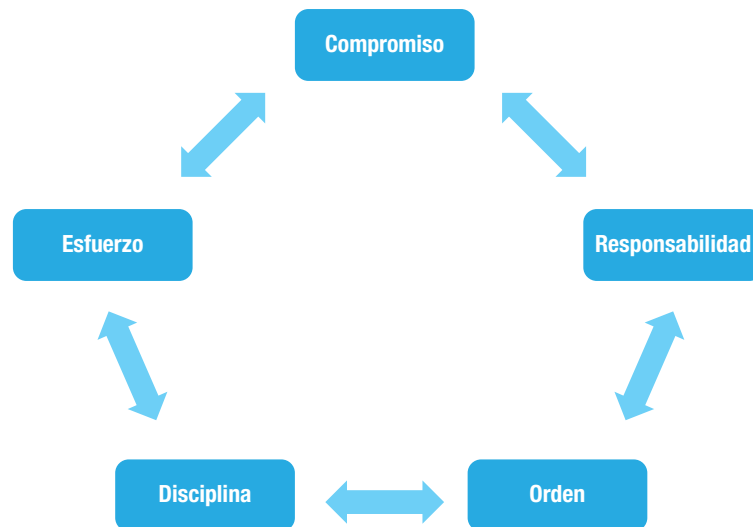 Compromiso
Esfuerzo
Responsabilidad
Disciplina
Orden